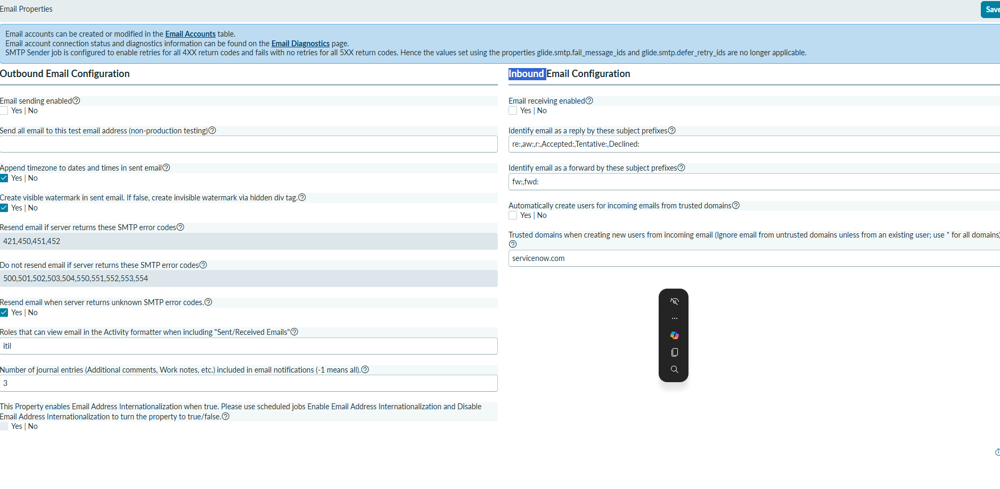 Email Properties
Save
Email accounts can be created or modified in the Email Accounts table.
Email account connection status and diagnostics information can be found on the Email Diagnostics page.
SMTP Sender job is configured to enable retries for all 4XX return codes and fails with no retries for all 5XX return codes. Hence the values set using the properties glide.smtp.fail_message_ids and glide.smtp.defer_retry_ids are no longer applicable.
Outbound Email Configuration
Email sending enabled
Yes | No
Send all email to this test email address (non-production testing)
Append timezone to dates and times in sent email
Yes | No
Create visible watermark in sent email. If false, create invisible watermark via hidden div tag.
Yes | No
Resend email if server returns these SMTP error codes
421,450,451,452
Do not resend email if server returns these SMTP error codes
500,501,502,503,504,550,551,552,553,554
Resend email when server returns unknown SMTP error codes.
Yes | No
Roles that can view email in the Activity formatter when including "Sent/Received Emails"
itil
Number of journal entries (Additional comments, Work notes, etc.) included in email notifications (-1 means all).
3
This Property enables Email Address Internationalization when true. Please use scheduled jobs Enable Email Address Internationalization and Disable
Email Address Internationalization to turn the property to true/false.
Yes | No
Inbound Email Configuration
Email receiving enabled
Yes | No
Identify email as a reply by these subject prefixes
re:,aw:,r:,Accepted:,Tentative:,Declined:
Identify email as a forward by these subject prefixes
fw:,fwd:
Automatically create users for incoming emails from trusted domains
Yes | No
Trusted domains when creating new users from incoming email (Ignore email from untrusted domains unless from an existing user; use * for all domains)
servicenow.com